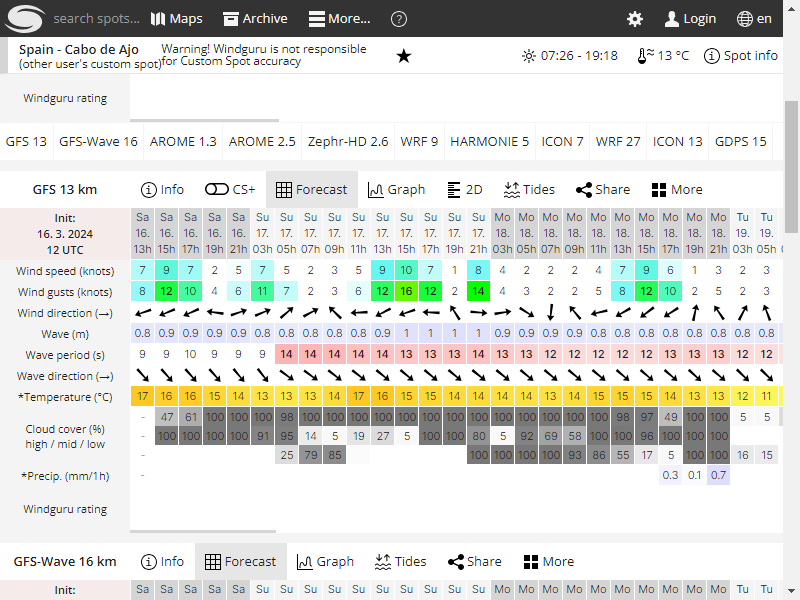 search spots... Maps Archive More... ? Login en
Spain - Cabo de Ajo
(other user's custom spot)
Warning! Windguru is not responsible
for Custom Spot accuracy
07:26 - 19:18 13 °C Spot info
Windguru rating
GFS 13 GFS-Wave 16 AROME 1.3 AROME 2.5 Zephr-HD 2.6 WRF 9 HARMONIE 5 ICON 7 WRF 27 ICON 13 GDPS 15
GFS 13 km Info CS+ Forecast Graph 2D Tides Share More
Init: Sa Sa Sa Sa Sa Su Su Su Su Su Su Su Su Su Su Mo Mo Mo Mo Mo Mo Mo Mo Mo Mo Tu Tu
16. 3. 2024 16. 16. 16. 16. 16. 17. 17. 17. 17. 17. 17. 17. 17. 17. 17. 18. 18. 18. 18. 18. 18. 18. 18. 18. 18. 19. 19.
12 UTC 13h 15h 17h 19h 21h 03h 05h 07h 09h 11h 13h 15h 17h 19h 21h 03h 05h 07h 09h 11h 13h 15h 17h 19h 21h 03h 05h
Wind speed (knots) 7 9 7 2 5 7 5 2 3 5 9 10 7 1 8 4 2 2 2 4 7 9 6 1 3 2 3
Wind gusts (knots) 8 12 10 4 6 11 7 2 3 6 12 16 12 2 14 4 3 2 2 5 8 12 10 3 5 2 3
Wind direction (→)
Wave (m) 0.8 0.9 0.9 0.9 0.9 0.8 0.8 0.8 0.8 0.8 0.9 1 1 1 1 0.9 0.9 0.8 0.8 0.8 0.8 0.8 0.8 0.8 0.8 0.8 0.8
Wave period (s) 9 9 10 9 9 9 14 14 14 14 14 13 13 13 14 13 13 12 12 12 12 12 13 13 13 12 12
Wave direction (→)
*Temperature (°C) 17 16 16 15 14 13 13 13 14 17 16 15 15 14 14 14 14 13 14 15 15 15 14 13 13 12 11
Cloud cover (%)
high / mid / low
- 47 61 100 100 100 98 100 100 100 100 100 100 100 100 100 100 100 100 100 98 97 49 100 100 5 5
- 100 100 100 100 91 95 14 5 19 27 5 100 100 80 5 92 69 58 100 100 96 100 100 100
- 25 79 85 100 100 100 100 93 86 55 17 5 100 100 16 15
*Precip. (mm/1h) - 0.3 0.1 0.7
Windguru rating
GFS-Wave 16 km Info Forecast Graph Tides Share More
Init: Sa Sa Sa Sa Sa Su Su Su Su Su Su Su Su Su Su Mo Mo Mo Mo Mo Mo Mo Mo Mo Mo Tu Tu